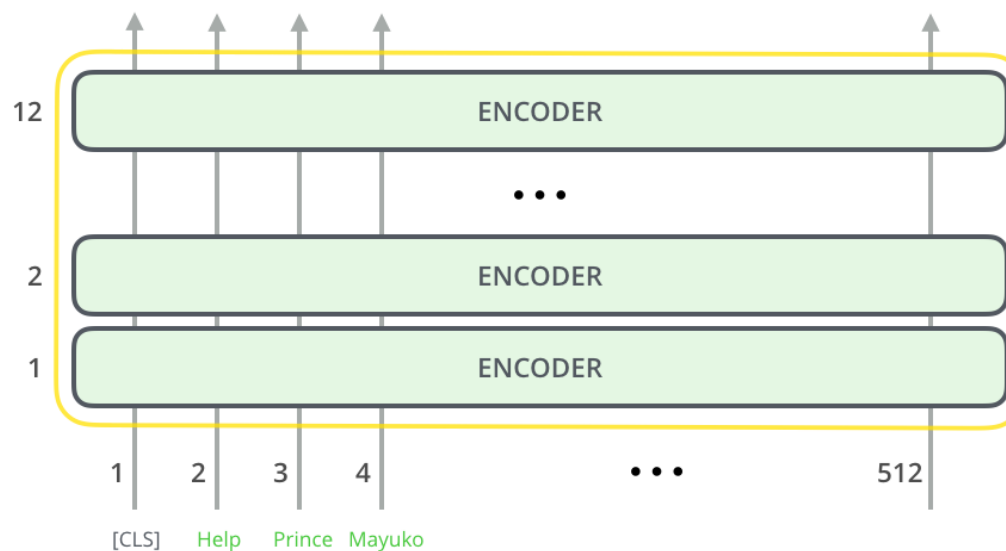 12 ENCODER
...
2 ENCODER
1 ENCODER
1 2 3 4 ... 512
[CLS] Help Prince Mayuko